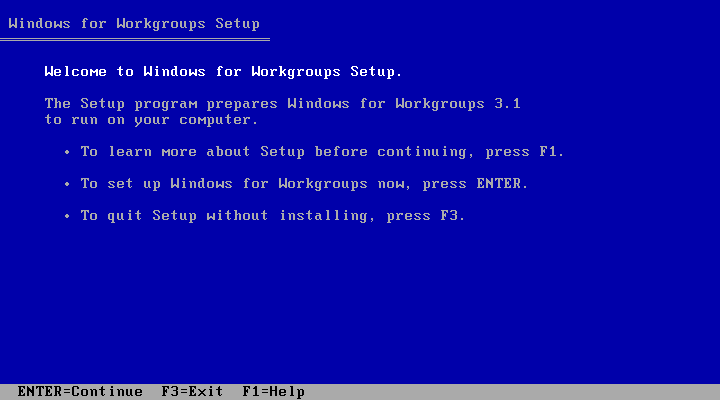 Windows for Workgroups Setup
Welcome to Windows for Workgroups Setup.
The Setup program prepares Windows for Workgroups 3.1
to run on your computer.
• To learn more about Setup before continuing, press F1.
• To set up Windows for Workgroups now, press ENTER.
• To quit Setup without installing, press F3.
ENTER=Continue  F3=Exit  F1=Help